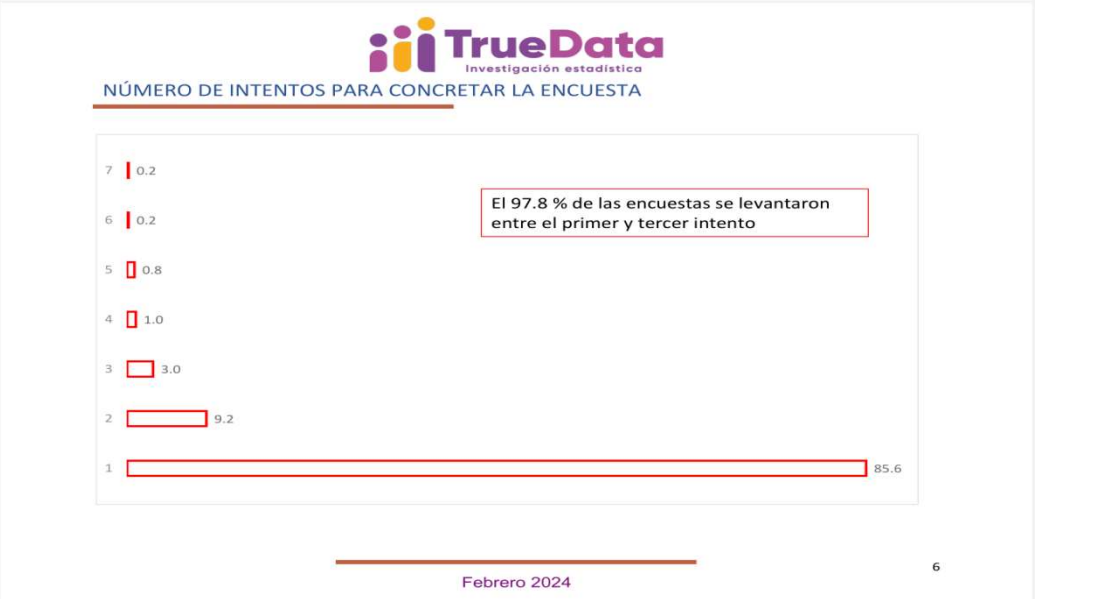 TrueData
Investigación estadística
NÚMERO DE INTENTOS PARA CONCRETAR LA ENCUESTA
7 0.2
El 97.8 % de las encuestas se levantaron
entre el primer y tercer intento
6 0.2
5 0.8
4 1.0
3 3.0
2 9.2
1 85.6
6
Febrero 2024